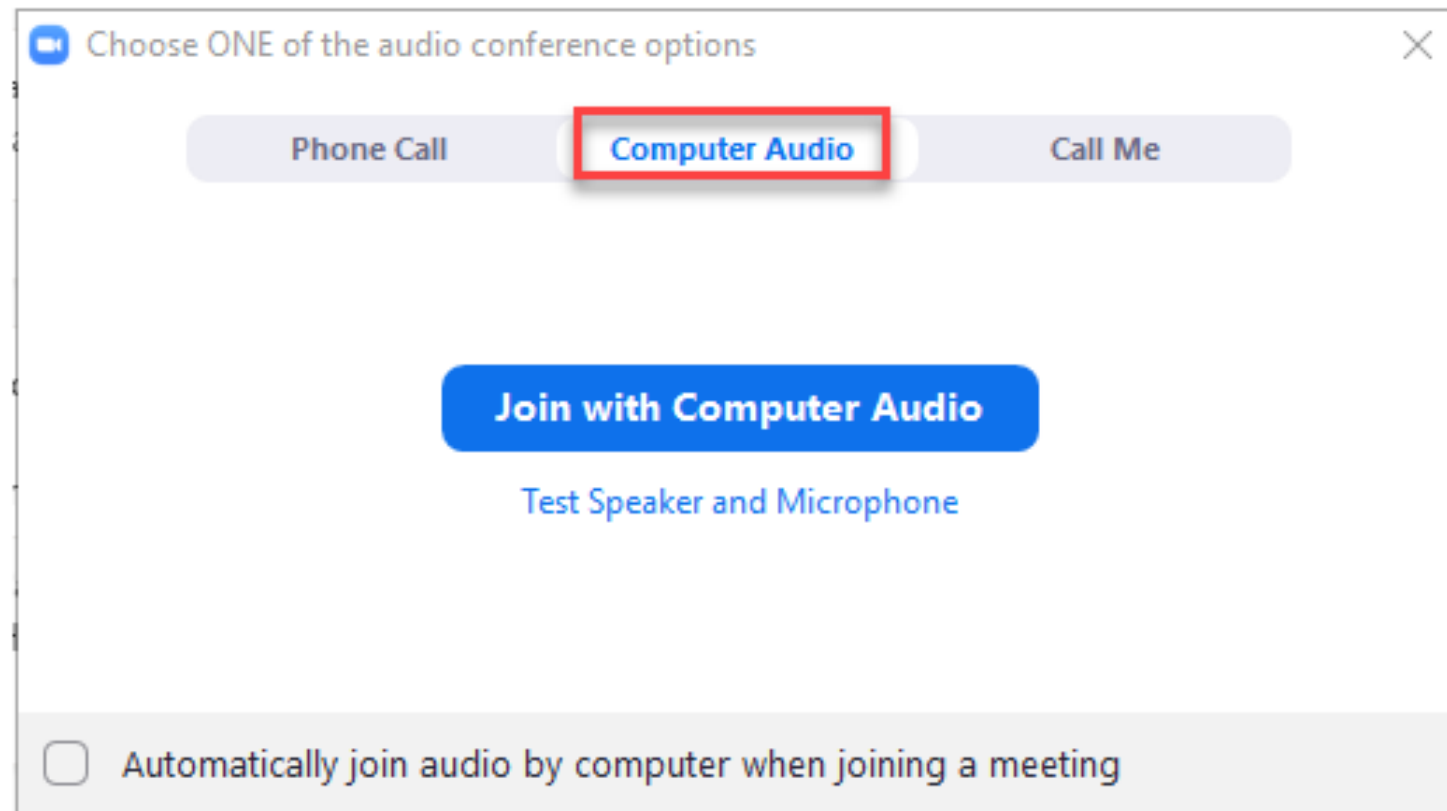 Choose ONE of the audio conference options
Phone Call Computer Audio Call Me
Join with Computer Audio
Test Speaker and Microphone
Automatically join audio by computer when joining a meeting